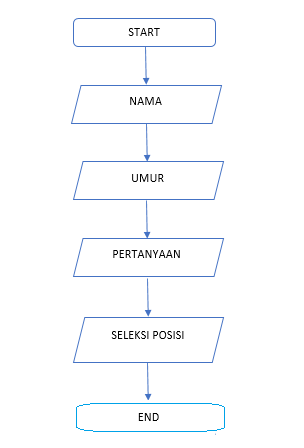 START
NAMA
UMUR
PERTANYAAN
SELEKSI POSISI
END